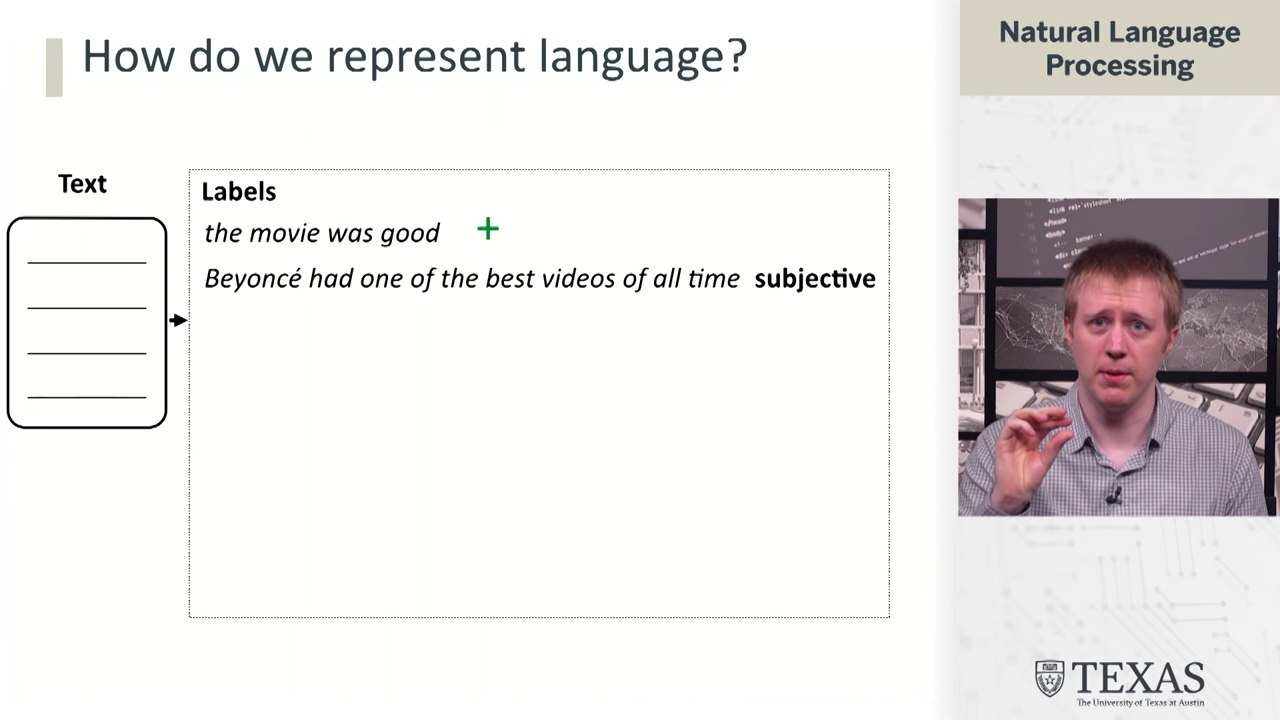 How do we represent language?
Natural Language
Processing
Text
Labels
the movie was good +
Beyoncé had one of the best videos of all time subjective
TEXAS
The University of Texas at Austin